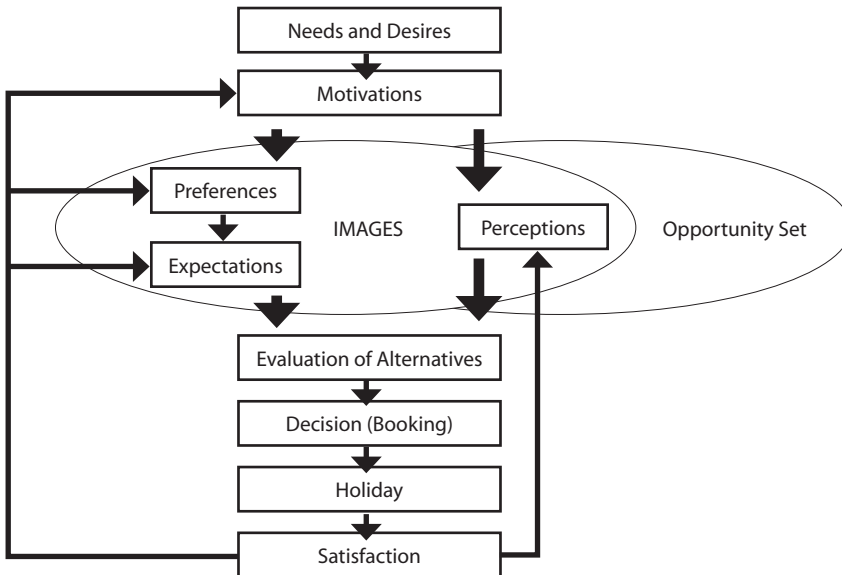 Needs and Desires
Motivations
Preferences
IMAGES
Perceptions
Opportunity Set
Expectations
Evaluation of Alternatives
Decision (Booking)
Holiday
Satisfaction